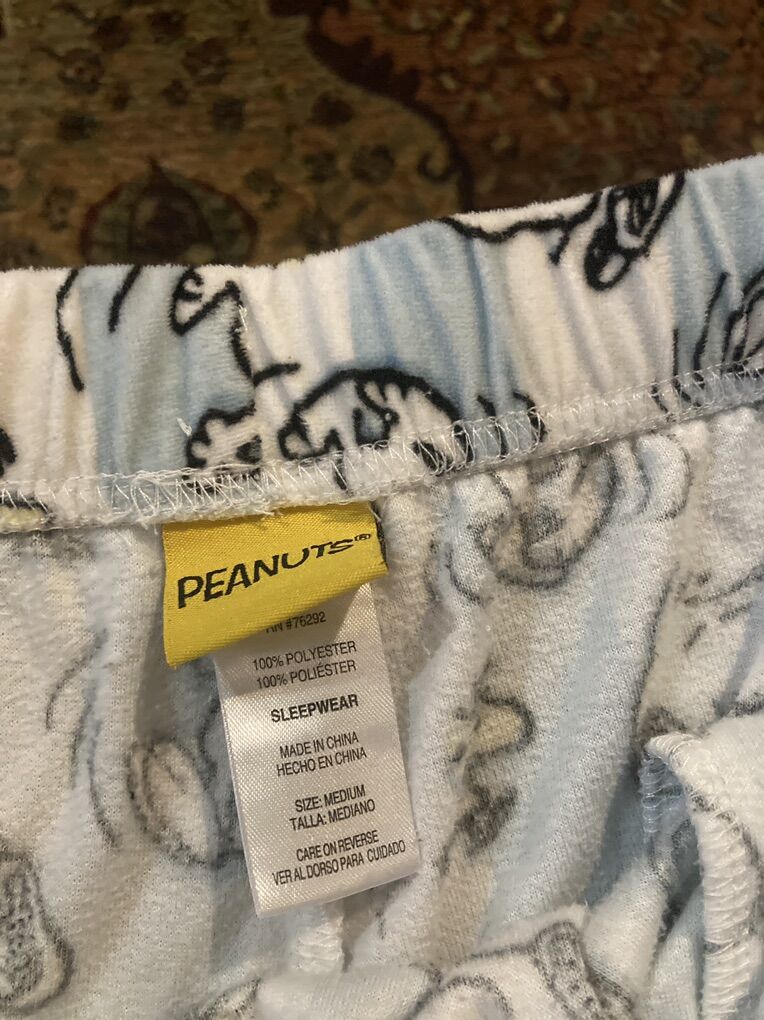 PEANUTS®
RN #76292
100% POLYESTER
100% POLIÉSTER
SLEEPWEAR
MADE IN CHINA
HECHO EN CHINA
SIZE: MEDIUM
TALLA: MEDIANO
CARE ON REVERSE
VER AL DORSO PARA CUIDADO